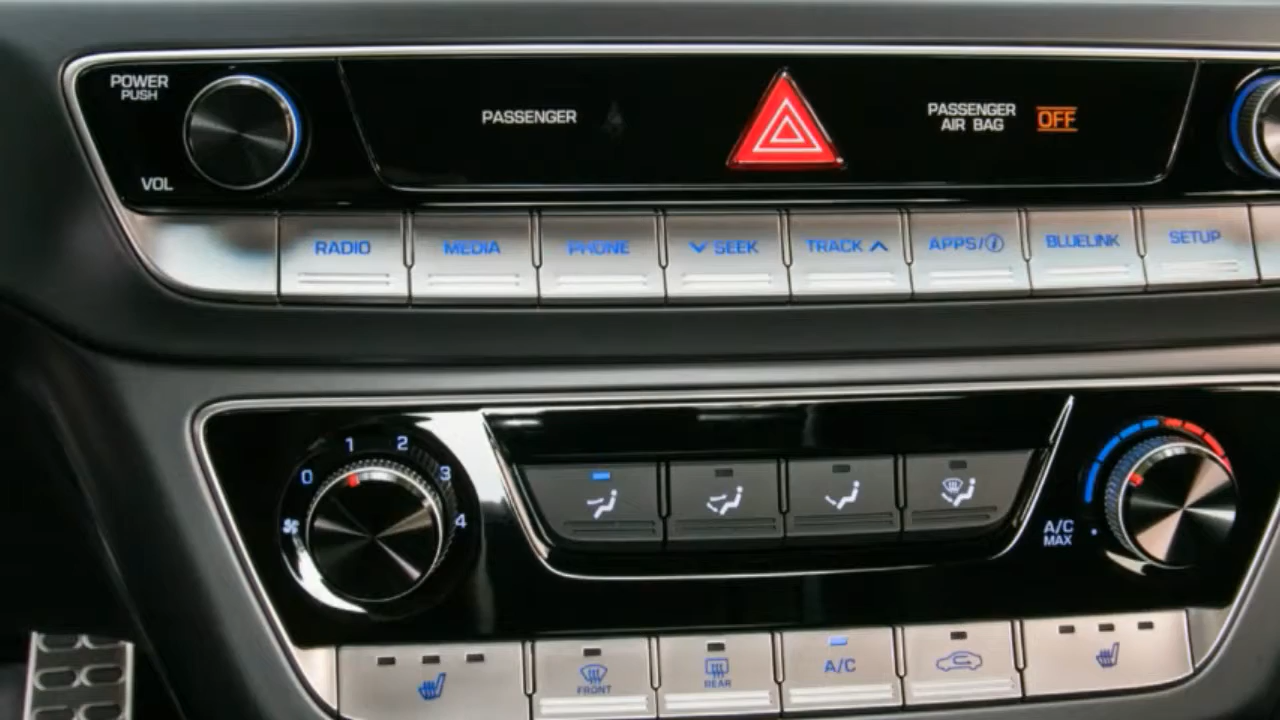 POWER
PUSH
VOL
PASSENGER
PASSENGER
AIR BAG
OFF
RADIO
MEDIA
PHONE
SEEK
TRACK
APPS/i
BLUELINK
SETUP
0
1
2
3
4
A/C
MAX
FRONT
REAR
A/C